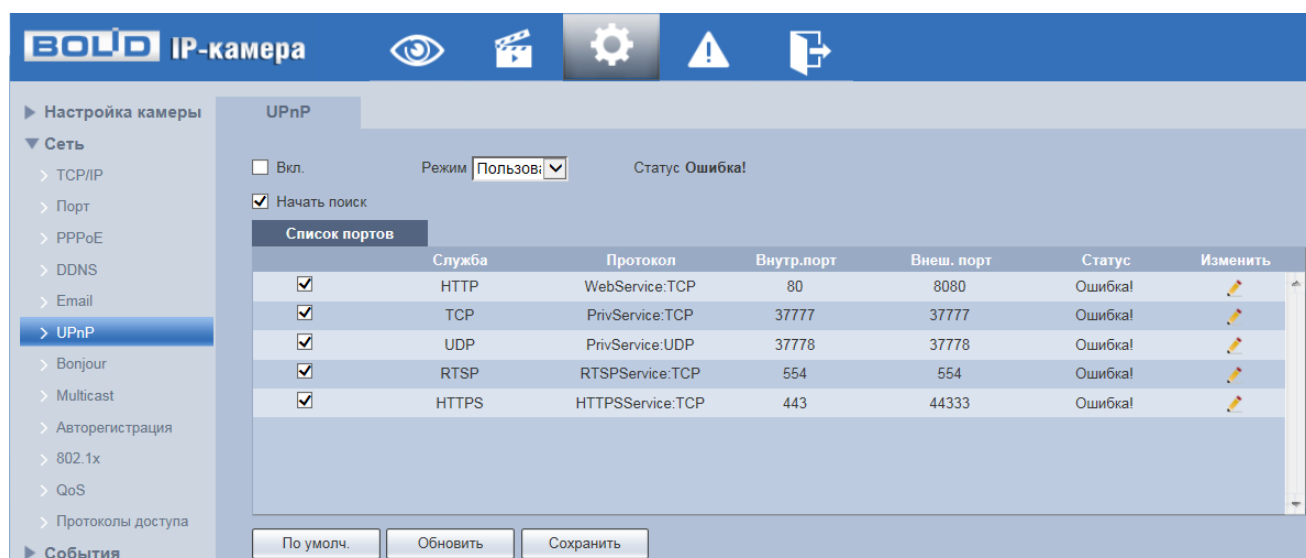 BOLID IP-камера
Настройка камеры
Сеть
TCP/IP
Порт
PPPoE
DDNS
Email
UPnP
Bonjour
Multicast
Авторегистрация
802.1x
QoS
Протоколы доступа
События
UPnP
Вкл. Режим Пользова Статус Ошибка!
Начать поиск
Список портов
Служба Протокол Внутр.порт Внеш. порт Статус Изменить
HTTP WebService:TCP 80 8080 Ошибка!
TCP PrivService:TCP 37777 37777 Ошибка!
UDP PrivService:UDP 37778 37778 Ошибка!
RTSP RTSPService:TCP 554 554 Ошибка!
HTTPS HTTPSService:TCP 443 44333 Ошибка!
По умолч. Обновить Сохранить